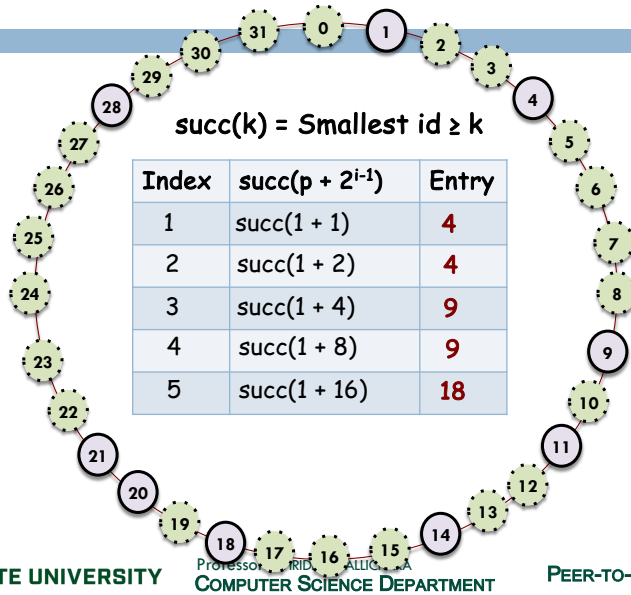 31 0 1 2 3 4 5 6 7 8 9 10 11 12 13 14 15 16 17 18 19 20 21 22 23 24 25 26 27 28 29 30
succ(k) = Smallest id ≥ k
Index succ(p + 2^{i-1}) Entry
1 succ(1 + 1) 4
2 succ(1 + 2) 4
3 succ(1 + 4) 9
4 succ(1 + 8) 9
5 succ(1 + 16) 18
Professor
TE UNIVERSITY
COMPUTER SCIENCE DEPARTMENT
PEER-TO-